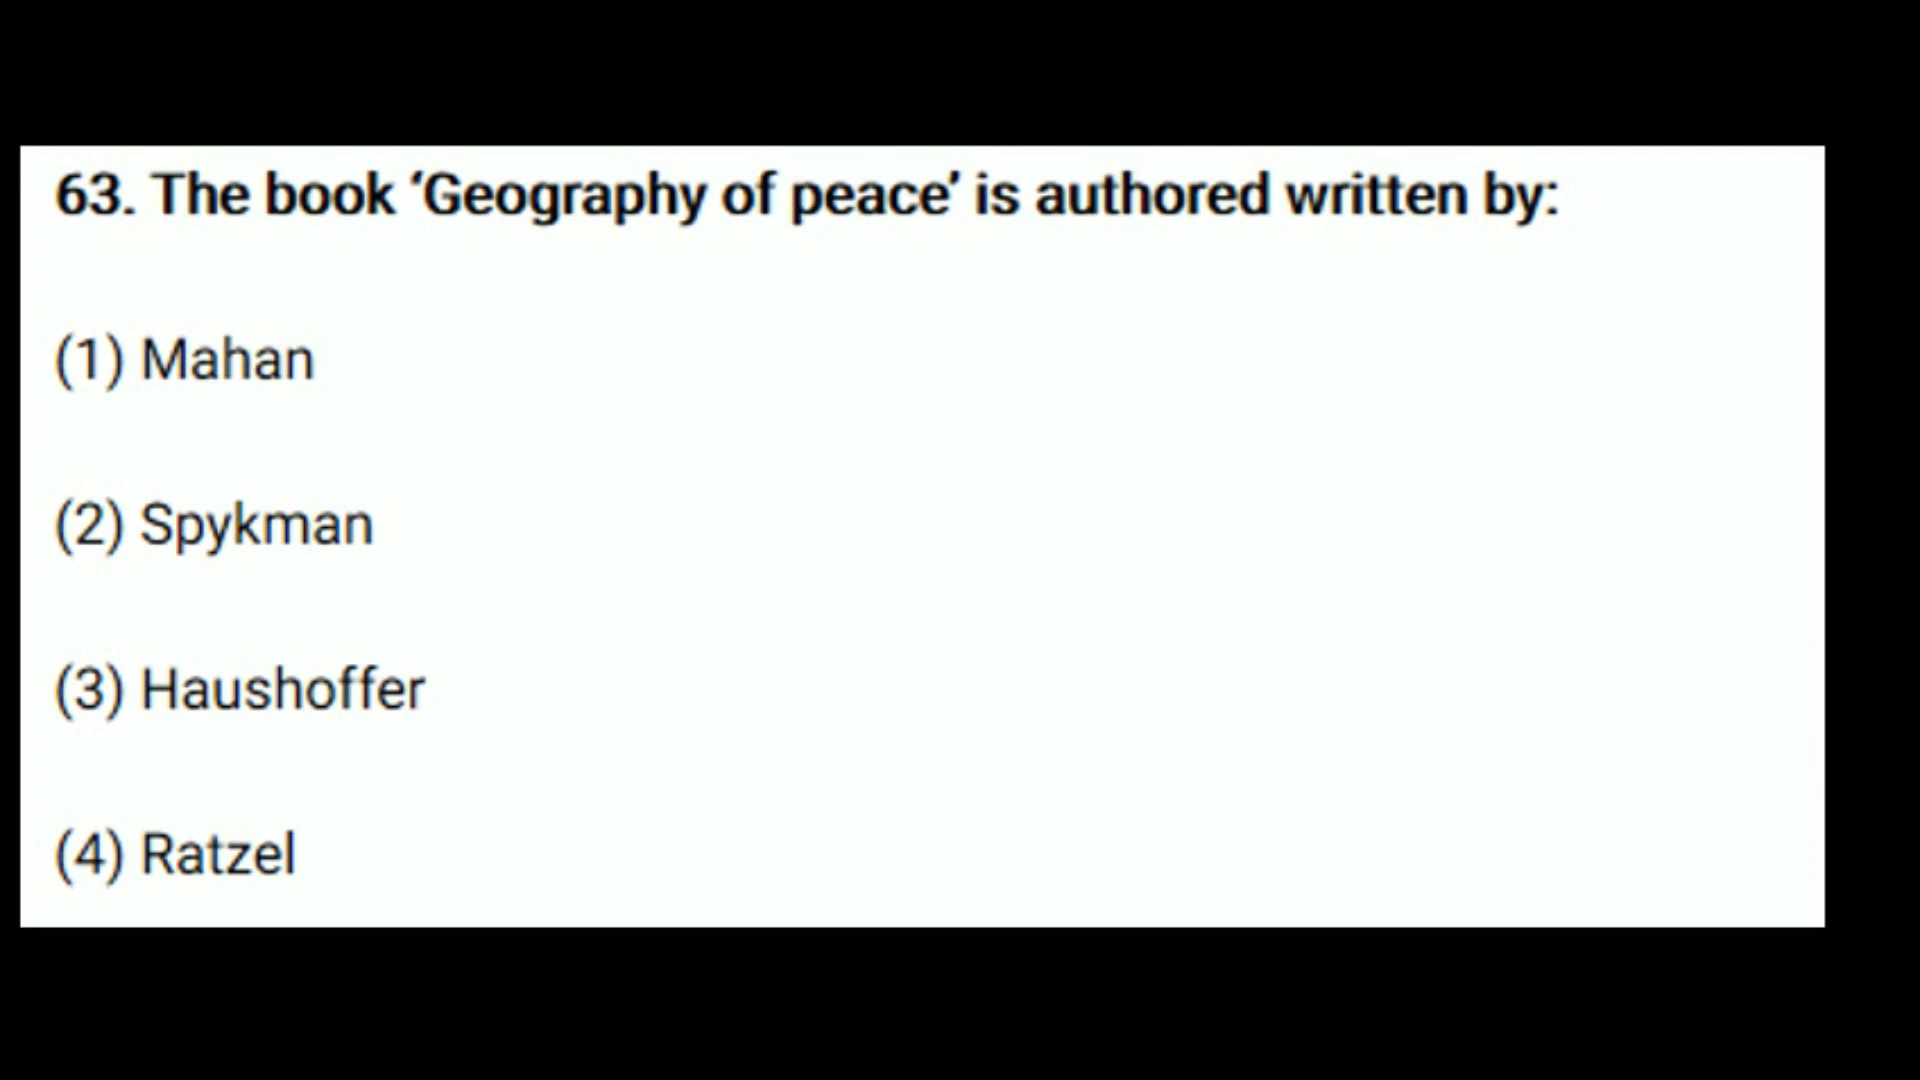 63. The book ‘Geography of peace’ is authored written by:
(1) Mahan
(2) Spykman
(3) Haushoffer
(4) Ratzel